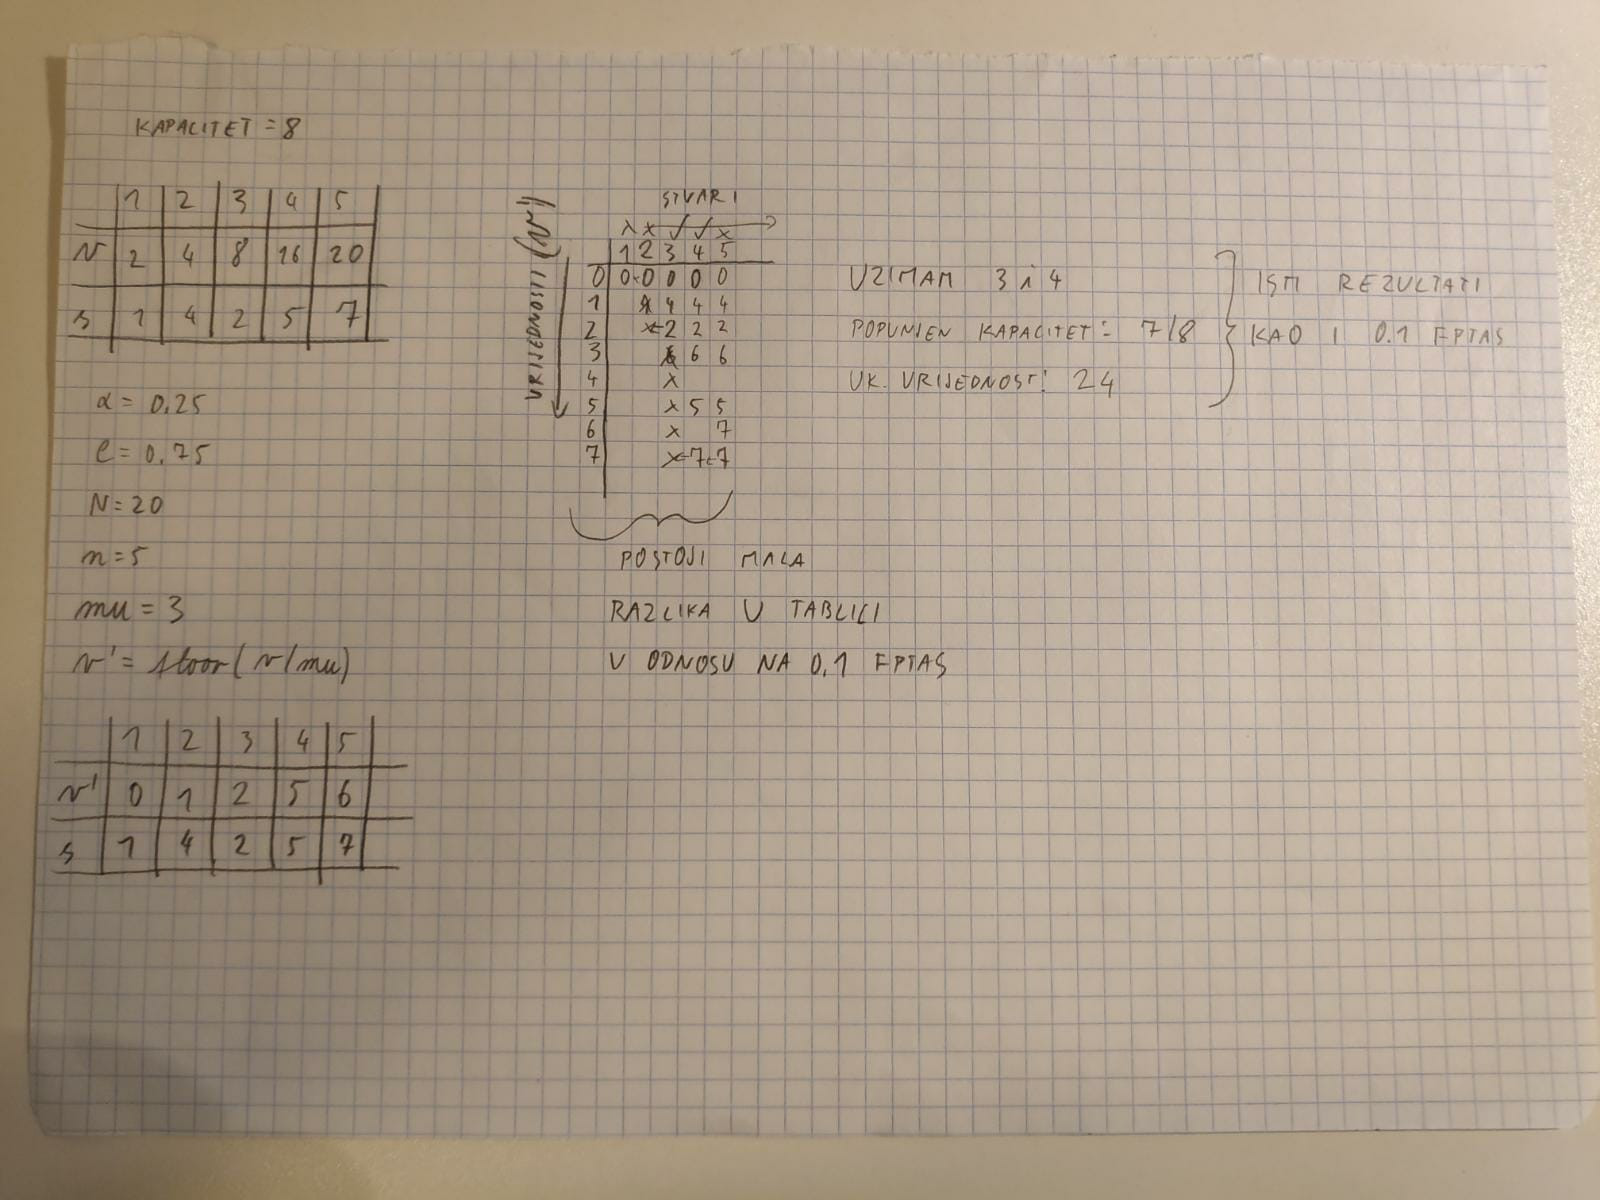 KAPACITET = 8
1 2 3 4 5
v 2 4 8 16 20
s 1 4 2 5 7
α = 0.25
e = 0.75
N = 20
n = 5
mu = 3
v' = floor(v/mu)
1 2 3 4 5
v' 0 1 2 5 6
s 1 4 2 5 7
STVARI
x x ✓ ✓ x
VRIJEDNOSTI (v')
1 2 3 4 5
0 0 0 0 0 0
1 x 4 4 4
2 x 2 2 2
3 6 6 6
4 x
5 x 5 5
6 x 7
7 x 7 7
POSTOJI MALA
RAZLIKA U TABLICI
U ODNOSU NA 0.1 FPTAS
UZIMAM 3 i 4
POPUNJEN KAPACITET: 7/8
UK. VRIJEDNOST: 24
ISTI REZULTATI
KAO I 0.1 FPTAS